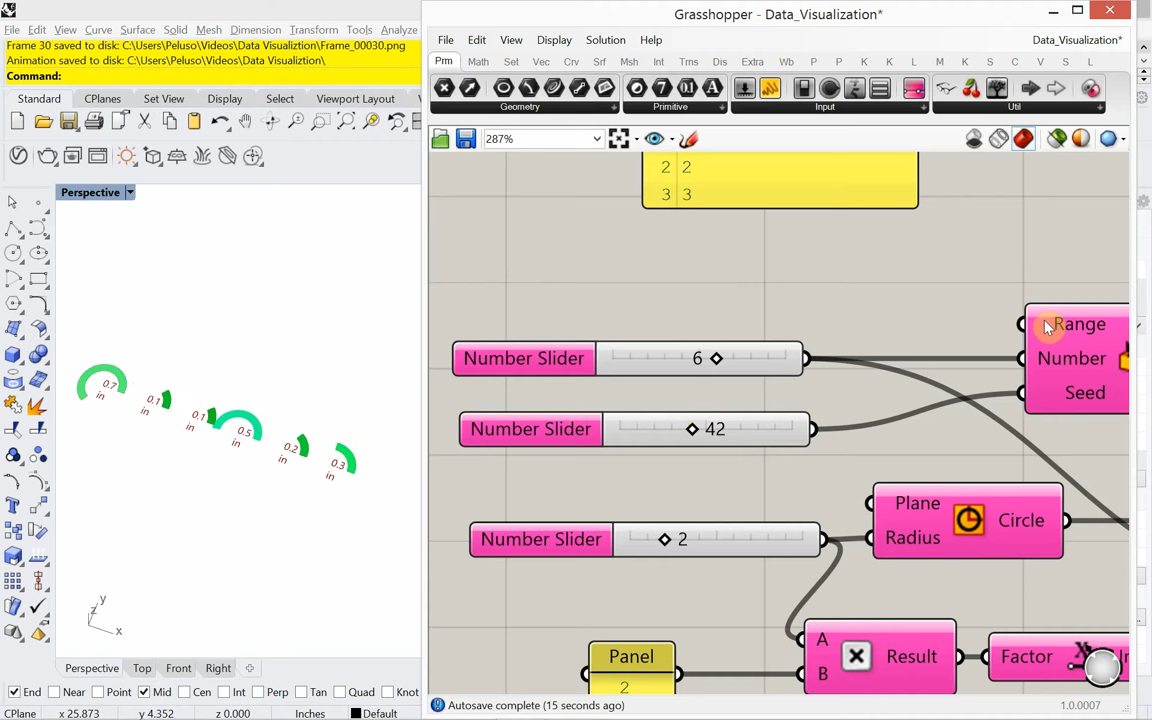 Grasshopper - Data_Visualization*
File Edit View Curve Surface Solid Mesh Dimension Transform Tools Analyze
File Edit View Display Solution Help
Data_Visualization*
Frame 30 saved to disk: C:\Users\Peluso\Videos\Data Visualiztion\Frame_00030.png
Animation saved to disk: C:\Users\Peluso\Videos\Data Visualiztion\
Command:
Prm Math Set Vec Crv Srf Msh Int Trns Dis Extra Wb P P K K L M K S C V S L
Standard CPlanes Set View Display Select Viewport Layout
Geometry Primitive Input Util
287%
Perspective
2 2
3 3
Range
Number Slider 6
Number
Seed
Number Slider 42
0.7 in
0.1 in
0.1 in
0.5 in
0.2 in
0.3 in
Plane
Circle
Radius
Number Slider 2
A
B
Result
Factor
Panel
2
z y x
Perspective Top Front Right
End Near Point Mid Cen Int Perp Tan Quad Knot
Autosave complete (15 seconds ago)
1.0.0007
CPlane x 25.873 y 4.352 z 0.000 Inches Default